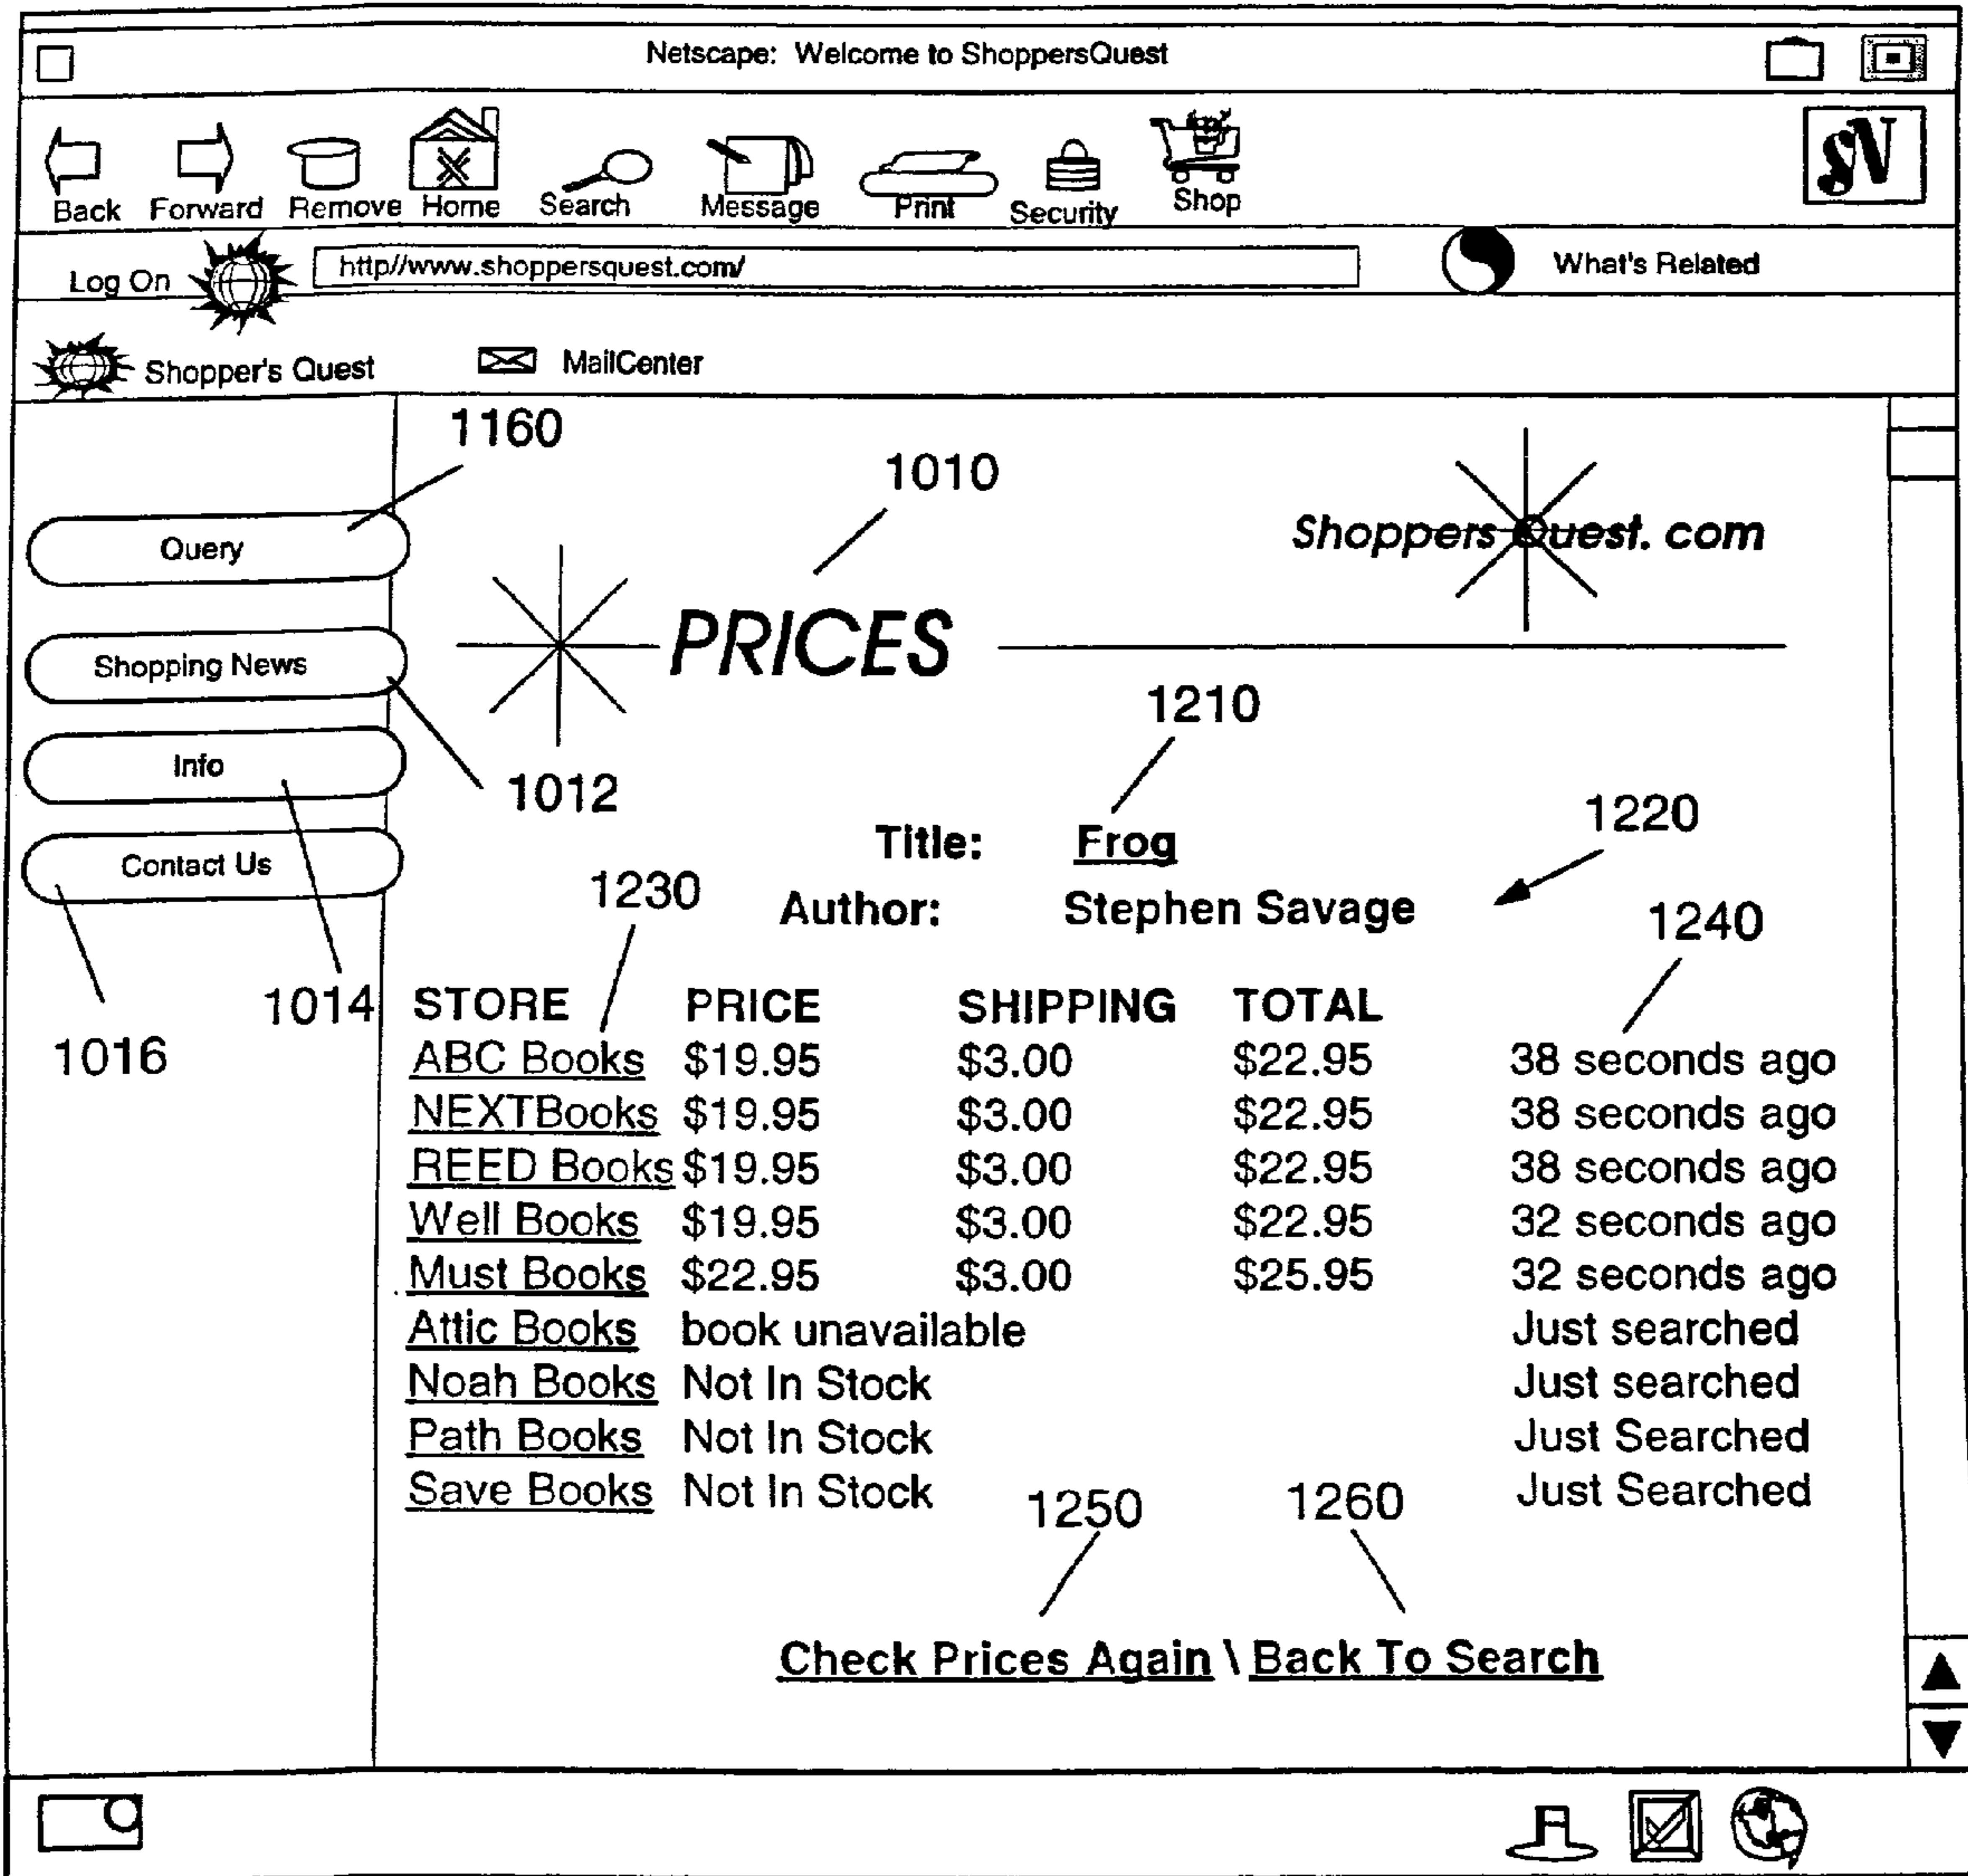 Netscape: Welcome to ShoppersQuest
Back Forward Remove Home Search Message Print Security Shop
SN
Log On http//www.shoppersquest.com/ What's Related
Shopper's Quest MailCenter
1160
1010
Query
Shoppers Quest. com
Shopping News
PRICES
1210
Info
1012
1220
Title: Frog
Contact Us
1230
Author: Stephen Savage
1240
1014
STORE PRICE SHIPPING TOTAL
1016
ABC Books $19.95 $3.00 $22.95 38 seconds ago
NEXTBooks $19.95 $3.00 $22.95 38 seconds ago
REED Books $19.95 $3.00 $22.95 38 seconds ago
Well Books $19.95 $3.00 $22.95 32 seconds ago
Must Books $22.95 $3.00 $25.95 32 seconds ago
Attic Books book unavailable Just searched
Noah Books Not In Stock Just searched
Path Books Not In Stock Just Searched
Save Books Not In Stock Just Searched
1250 1260
Check Prices Again \ Back To Search